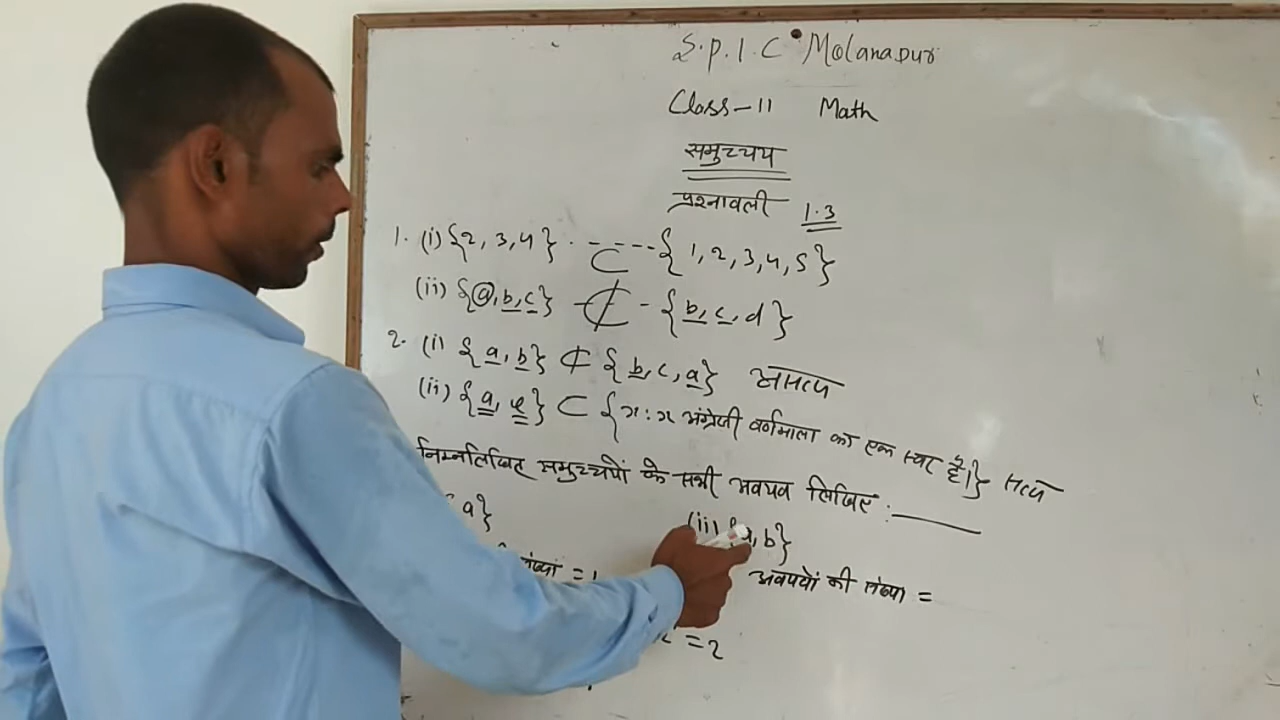 S.P.I.C Molanapur
Class-11 Math
समुच्चय
प्रश्नावली 1.3
1. (i) {2, 3, 4} ----- ⊂ {1, 2, 3, 4, 5}
(ii) {a, b, c} - ⊄ - {b, c, d}
2. (i) {a, b} ⊄ {b, c, a} असत्य
(ii) {a, e} ⊂ {x : x अंग्रेजी वर्णमाला का एक स्वर है।} सत्य
निम्नलिखित समुच्चयों के सभी अवयव लिखिए :—
{a} (ii) {a, b}
संख्या = 1 अवयवों की संख्या =
= 2